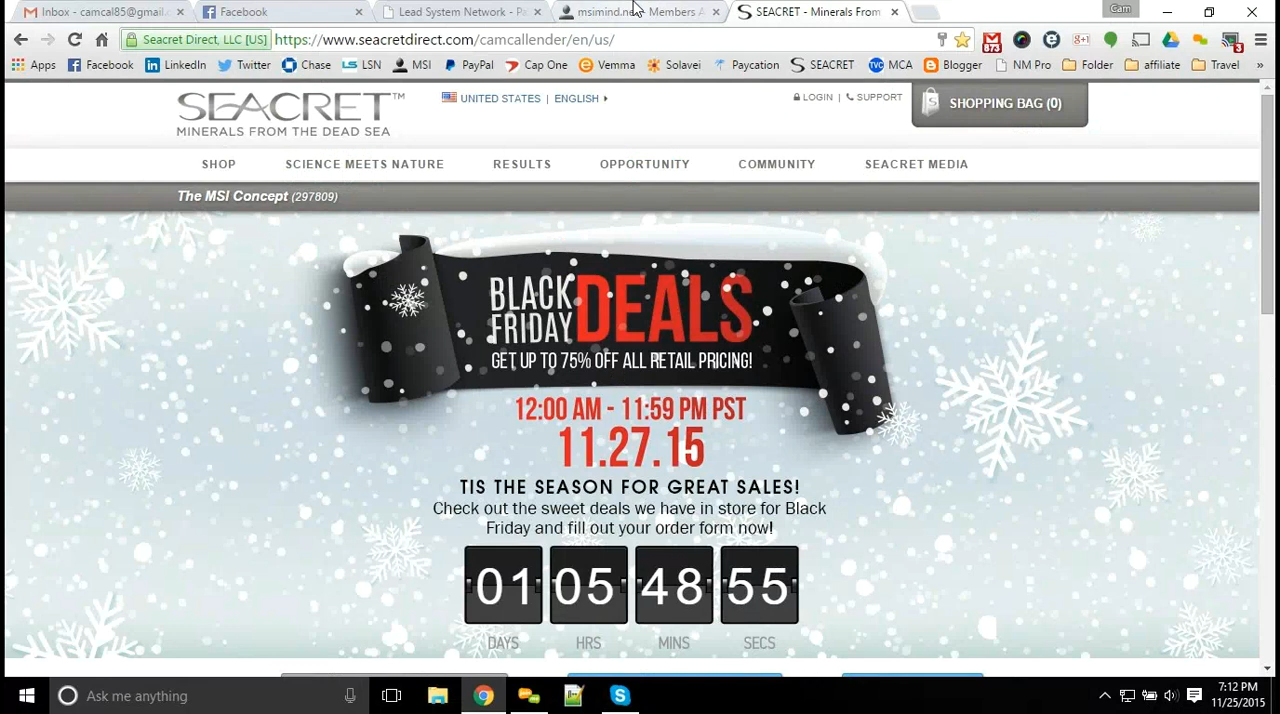 Inbox - camcal85@gmail.
Facebook
Lead System Network - P
msimind.ne Members A
SEACRET - Minerals From
Cam
Seacret Direct, LLC [US]
https://www.seacretdirect.com/camcallender/en/us/
873
g+1
3
Apps
Facebook
LinkedIn
Twitter
Chase
LSN
MSI
PayPal
Cap One
Vemma
Solavei
Paycation
SEACRET
TVC MCA
Blogger
NM Pro
Folder
affiliate
Travel
»
SEACRET™
MINERALS FROM THE DEAD SEA
UNITED STATES | ENGLISH
LOGIN | SUPPORT
SHOPPING BAG (0)
SHOP
SCIENCE MEETS NATURE
RESULTS
OPPORTUNITY
COMMUNITY
SEACRET MEDIA
The MSI Concept (297809)
BLACK FRIDAY DEALS
GET UP TO 75% OFF ALL RETAIL PRICING!
12:00 AM - 11:59 PM PST
11.27.15
TIS THE SEASON FOR GREAT SALES!
Check out the sweet deals we have in store for Black
Friday and fill out your order form now!
01 05 48 55
DAYS HRS MINS SECS
Ask me anything
7:12 PM
11/25/2015